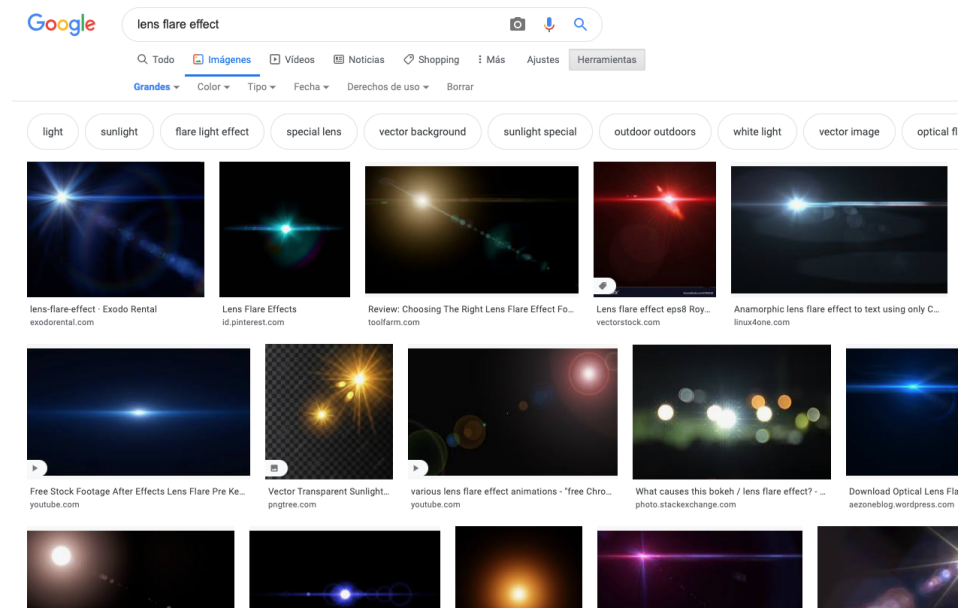 Google
lens flare effect
Todo Imágenes Vídeos Noticias Shopping Más Ajustes Herramientas
Grandes Color Tipo Fecha Derechos de uso Borrar
light sunlight flare light effect special lens vector background sunlight special outdoor outdoors white light vector image optical fl
lens-flare-effect · Exodo Rental
exodorental.com
Lens Flare Effects
id.pinterest.com
Review: Choosing The Right Lens Flare Effect Fo...
toolfarm.com
Lens flare effect eps8 Roy...
vectorstock.com
Anamorphic lens flare effect to text using only C...
linux4one.com
Free Stock Footage After Effects Lens Flare Pre Ke...
youtube.com
Vector Transparent Sunlight...
pngtree.com
various lens flare effect animations - "free Chro...
youtube.com
What causes this bokeh / lens flare effect? - ...
photo.stackexchange.com
Download Optical Lens Fla
aezoneblog.wordpress.com